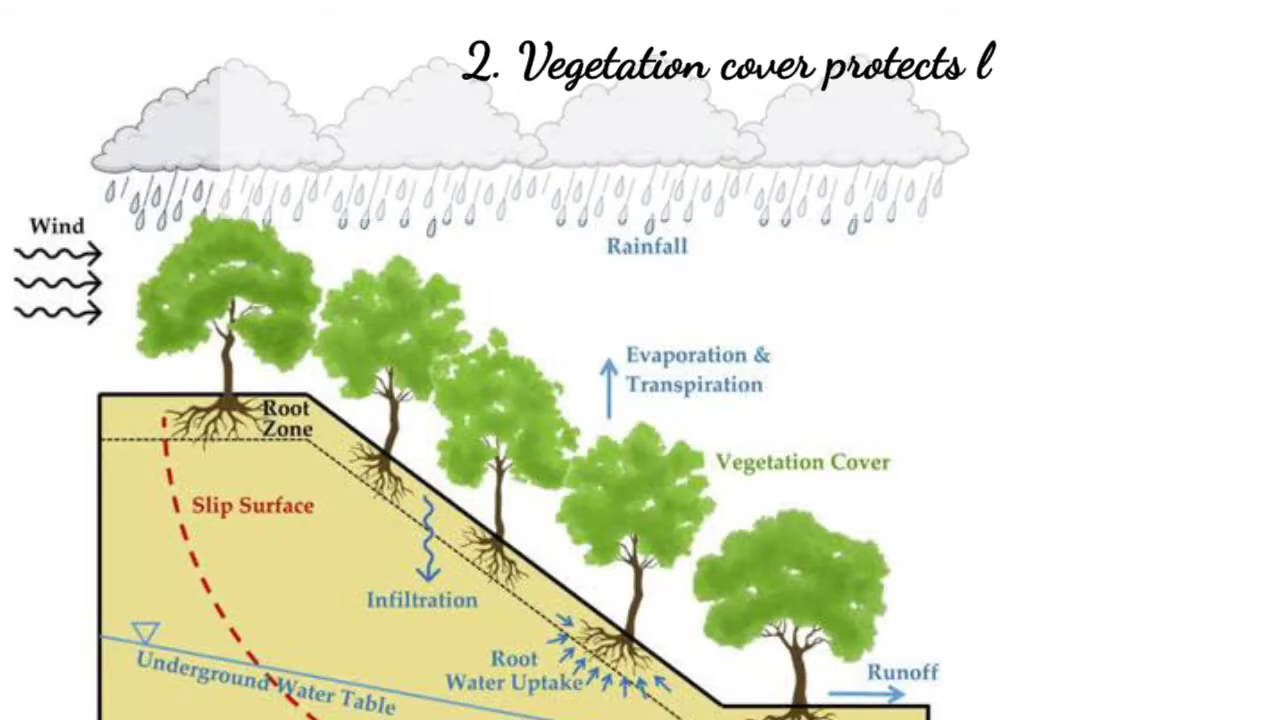 2. Vegetation cover protects l
Wind
Rainfall
Evaporation &
Transpiration
Root
Zone
Vegetation Cover
Slip Surface
Infiltration
Root
Water Uptake
Runoff
Underground Water Table